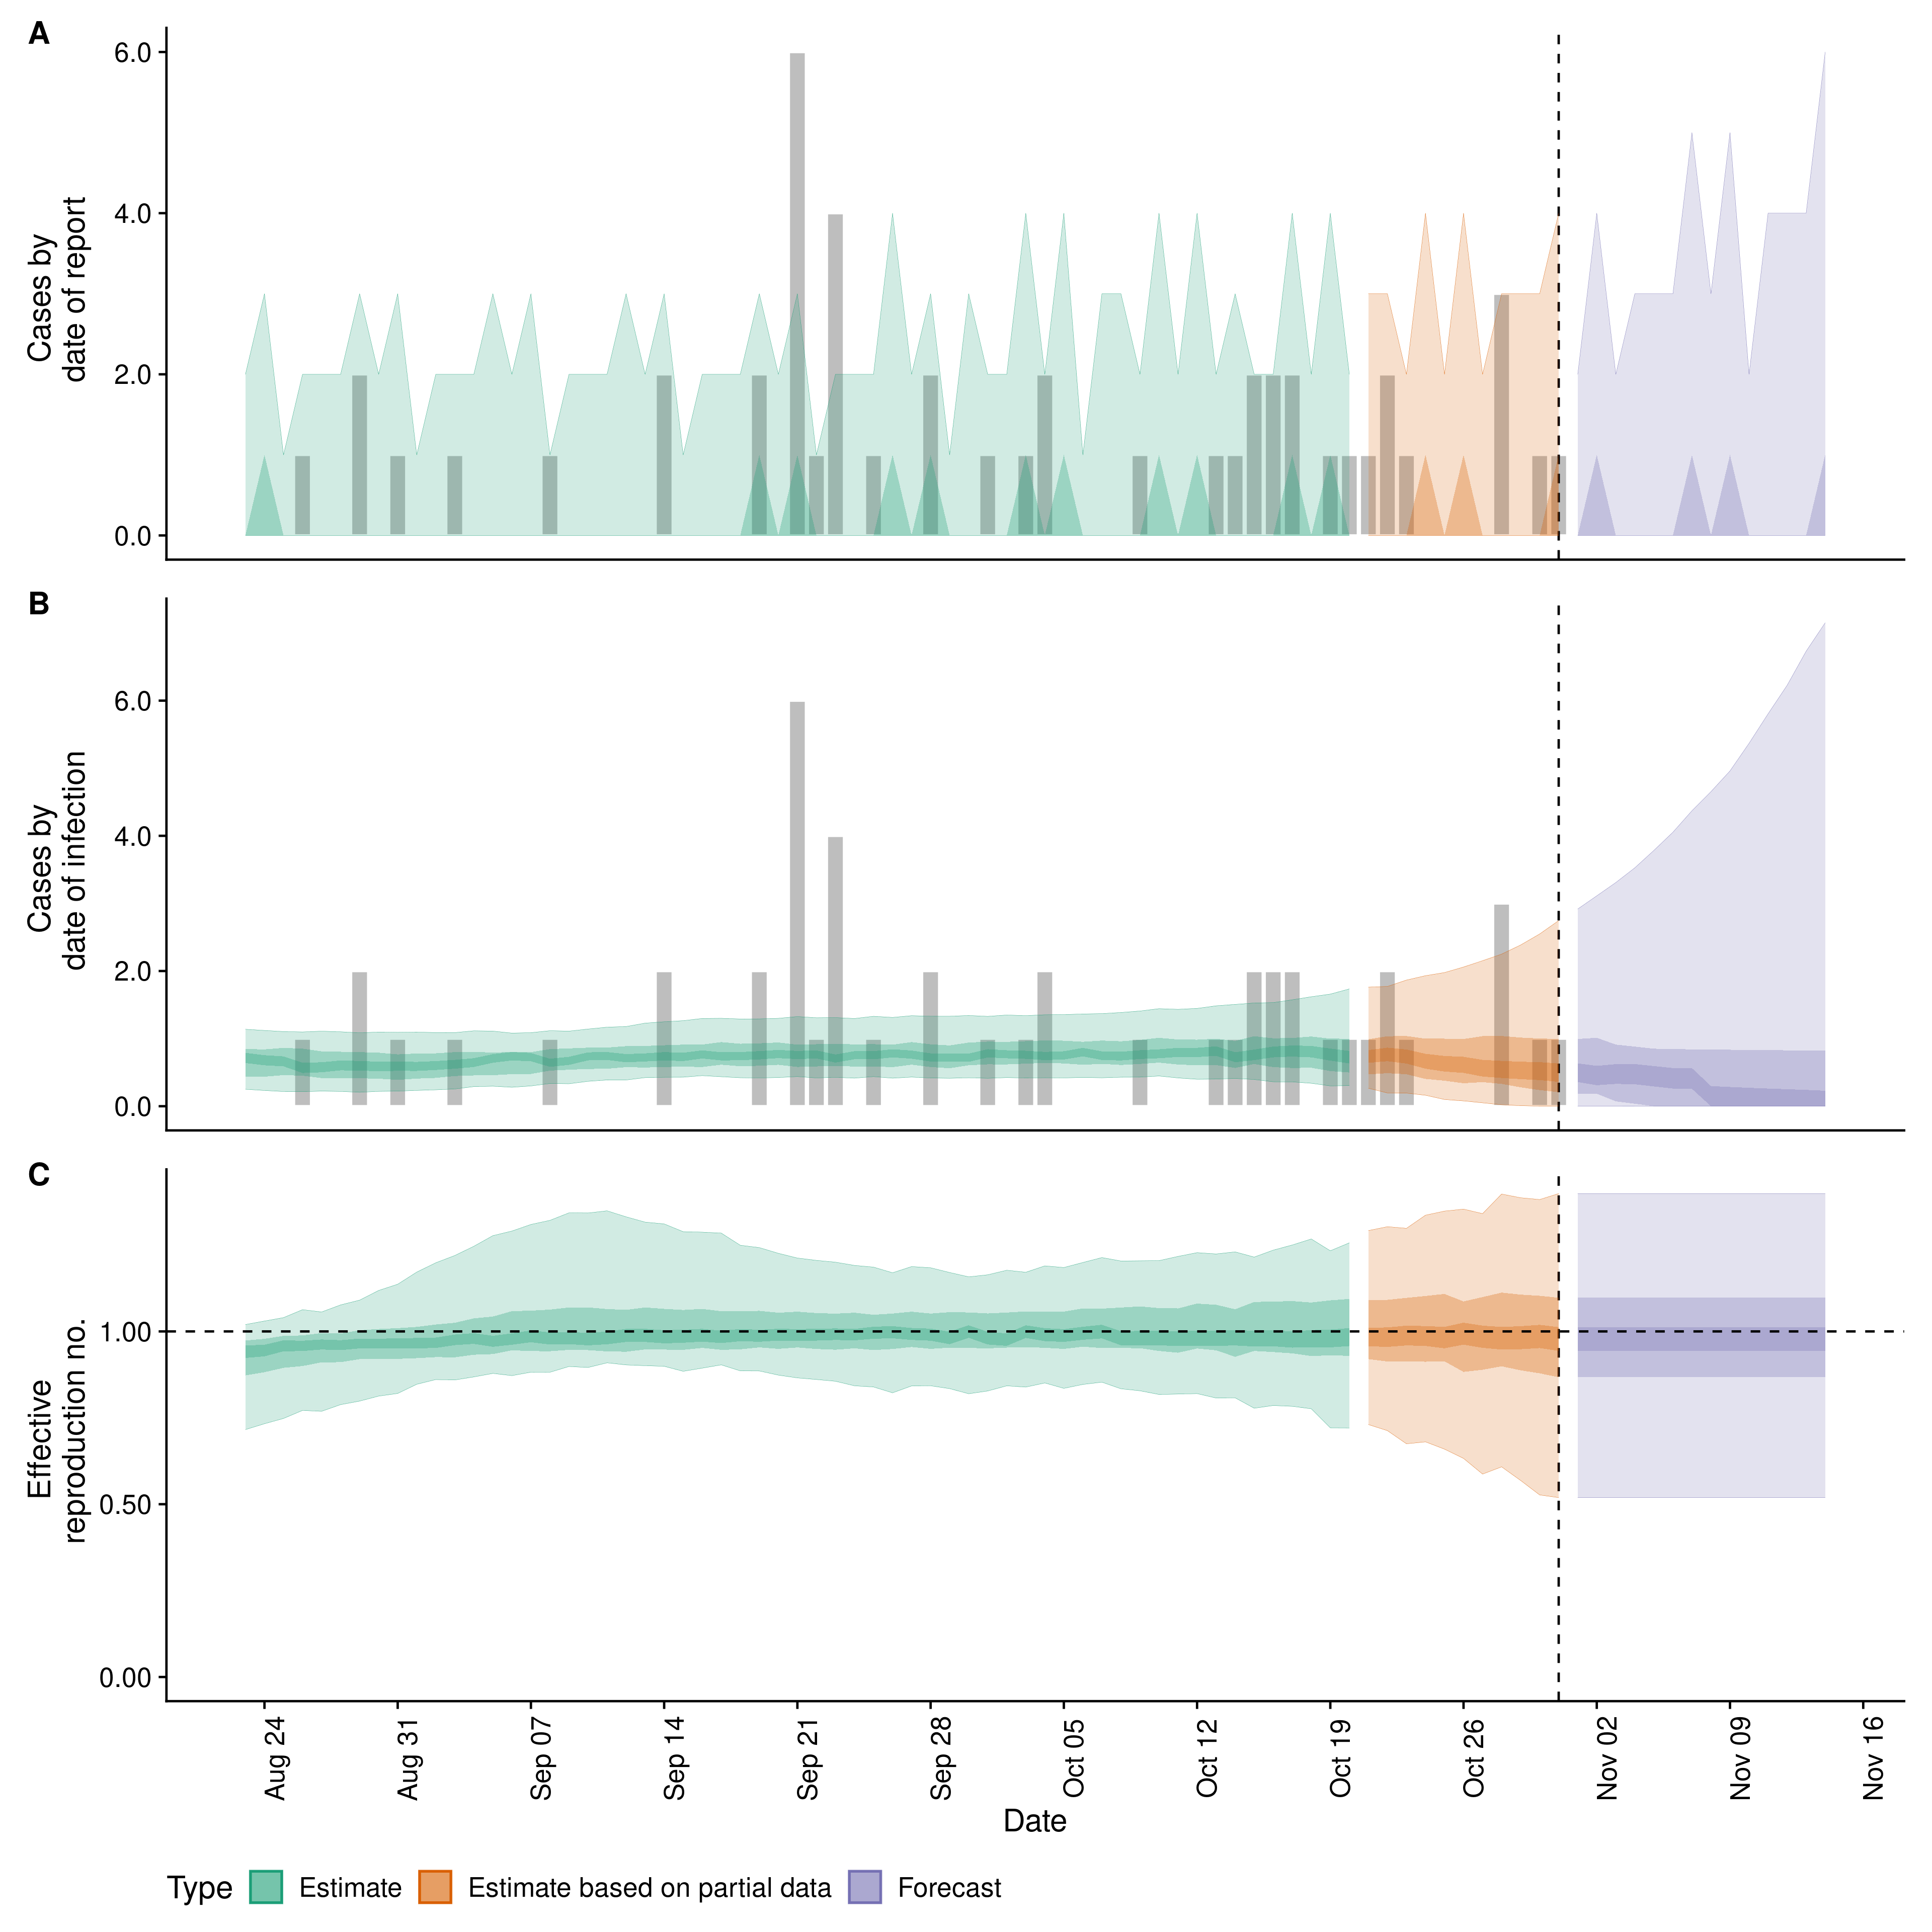 A
Cases by
date of report
6.0
4.0
2.0
0.0
B
Cases by
date of infection
6.0
4.0
2.0
0.0
C
Effective
reproduction no.
1.00
0.50
0.00
Aug 24
Aug 31
Sep 07
Sep 14
Sep 21
Sep 28
Oct 05
Oct 12
Oct 19
Oct 26
Nov 02
Nov 09
Nov 16
Date
Type Estimate Estimate based on partial data Forecast